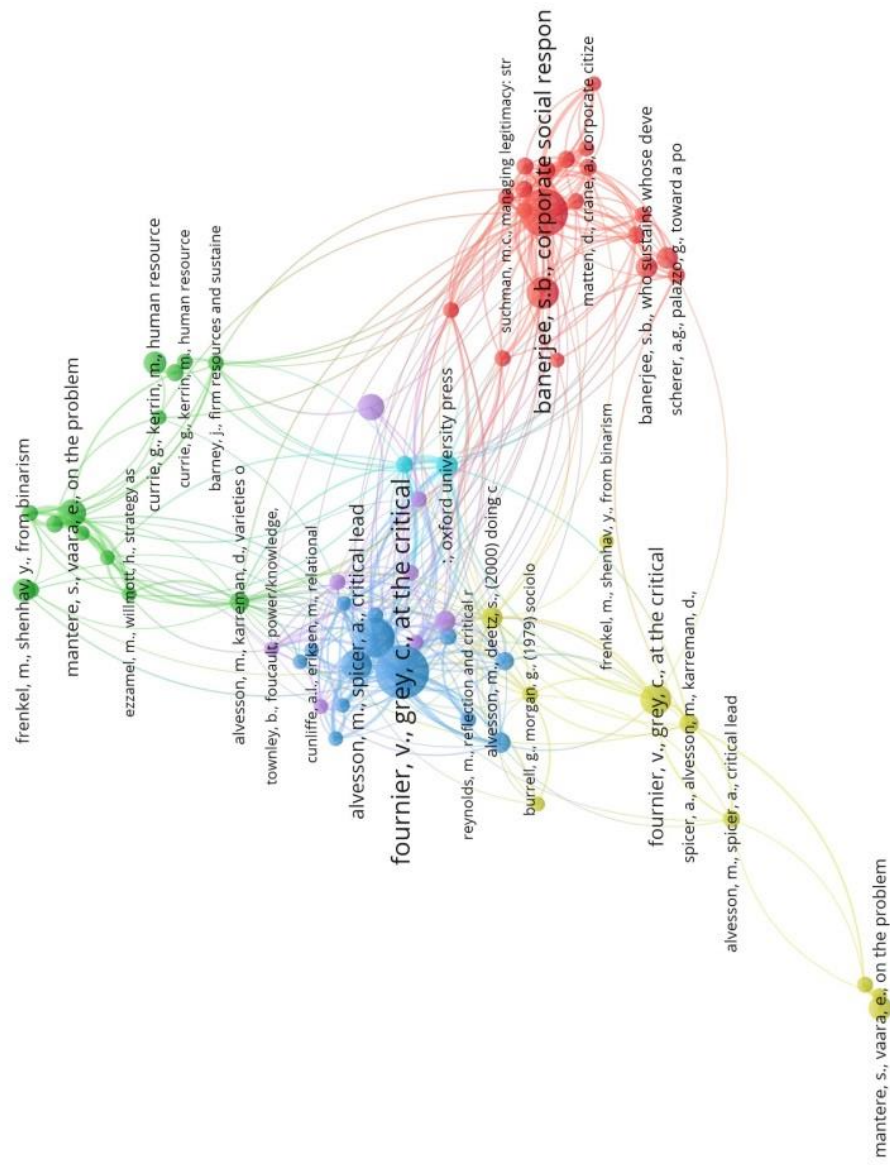 frenkel, m., shenhav, y., from binarism
mantere, s., vaara, e., on the problem
ezzamel, m., willmott, h., strategy as
currie, g., kerrin, m., human resource
currie, g., kerrin, m., human resource
barney, j., firm resources and sustaine
alvesson, m., karreman, d., varieties o
townley, b., foucault, power/knowledge,
cunliffe, a.l., eriksen, m., relational
alvesson, m., spicer, a., critical lead
fournier, v., grey, c., at the critical
:, oxford university press
reynolds, m., reflection and critical r
alvesson, m., deetz, s., (2000) doing c
burrell, g., morgan, g., (1979) sociolo
suchman, m.c., managing legitimacy: str
banerjee, s.b., corporate social respon
matten, d., crane, a., corporate citize
banerjee, s.b., who sustains whose deve
scherer, a.g., palazzo, g., toward a po
frenkel, m., shenhav, y., from binarism
fournier, v., grey, c., at the critical
spicer, a., alvesson, m., karreman, d.,
alvesson, m., spicer, a., critical lead
mantere, s., vaara, e., on the problem